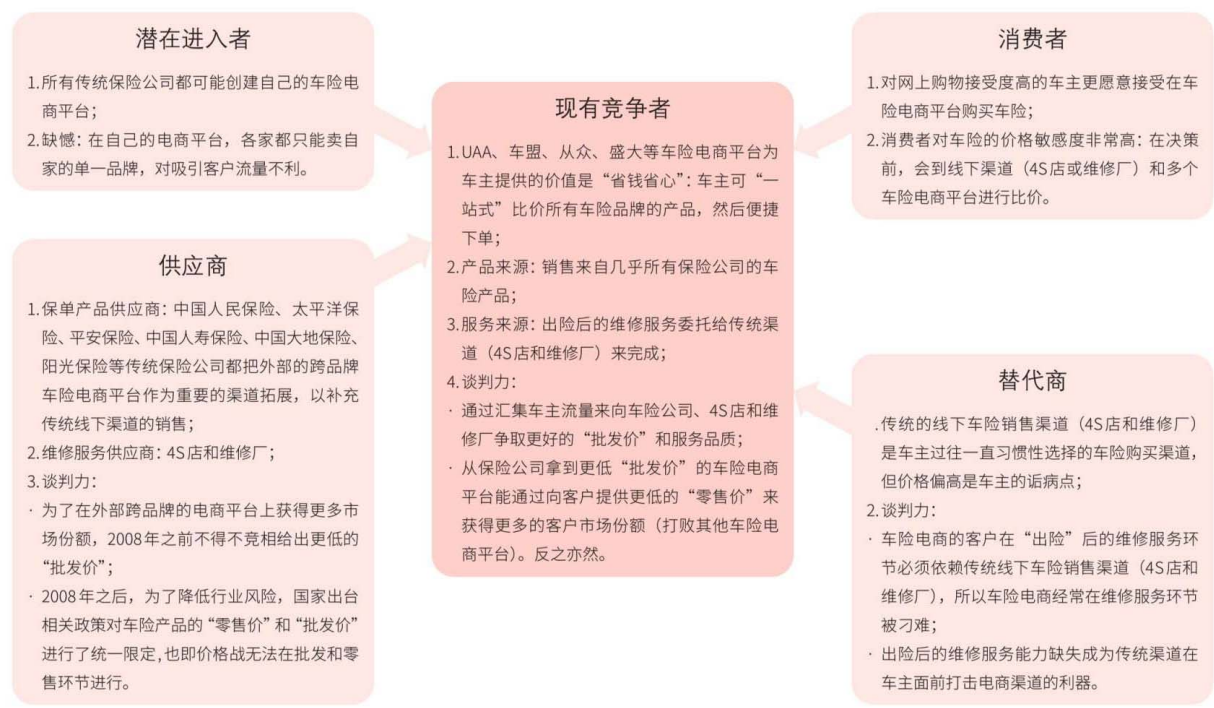 潜在进入者
1.所有传统保险公司都可能创建自己的车险电
商平台；
2.缺憾：在自己的电商平台，各家都只能卖自
家的单一品牌，对吸引客户流量不利。
供应商
1.保单产品供应商：中国人民保险、太平洋保
险、平安保险、中国人寿保险、中国大地保险、
阳光保险等传统保险公司都把外部的跨品牌
车险电商平台作为重要的渠道拓展，以补充
传统线下渠道的销售；
2.维修服务供应商：4S店和维修厂；
3.谈判力：
· 为了在外部跨品牌的电商平台上获得更多市
场份额，2008年之前不得不竞相给出更低的
“批发价”；
· 2008年之后，为了降低行业风险，国家出台
相关政策对车险产品的“零售价”和“批发价”
进行了统一限定,也即价格战无法在批发和零
售环节进行。
现有竞争者
1.UAA、车盟、从众、盛大等车险电商平台为
车主提供的价值是“省钱省心”：车主可“一
站式”比价所有车险品牌的产品，然后便捷
下单；
2.产品来源：销售来自几乎所有保险公司的车
险产品；
3.服务来源：出险后的维修服务委托给传统渠
道（4S店和维修厂）来完成；
4.谈判力：
· 通过汇集车主流量来向车险公司、4S店和维
修厂争取更好的“批发价”和服务品质；
· 从保险公司拿到更低“批发价”的车险电商
平台能通过向客户提供更低的“零售价”来
获得更多的客户市场份额（打败其他车险电
商平台）。反之亦然。
消费者
1.对网上购物接受度高的车主更愿意接受在车
险电商平台购买车险；
2.消费者对车险的价格敏感度非常高：在决策
前，会到线下渠道（4S店或维修厂）和多个
车险电商平台进行比价。
替代商
.传统的线下车险销售渠道（4S店和维修厂）
是车主过往一直习惯性选择的车险购买渠道，
但价格偏高是车主的诟病点；
2.谈判力：
· 车险电商的客户在“出险”后的维修服务环
节必须依赖传统线下车险销售渠道（4S店和
维修厂），所以车险电商经常在维修服务环节
被刁难；
· 出险后的维修服务能力缺失成为传统渠道在
车主面前打击电商渠道的利器。